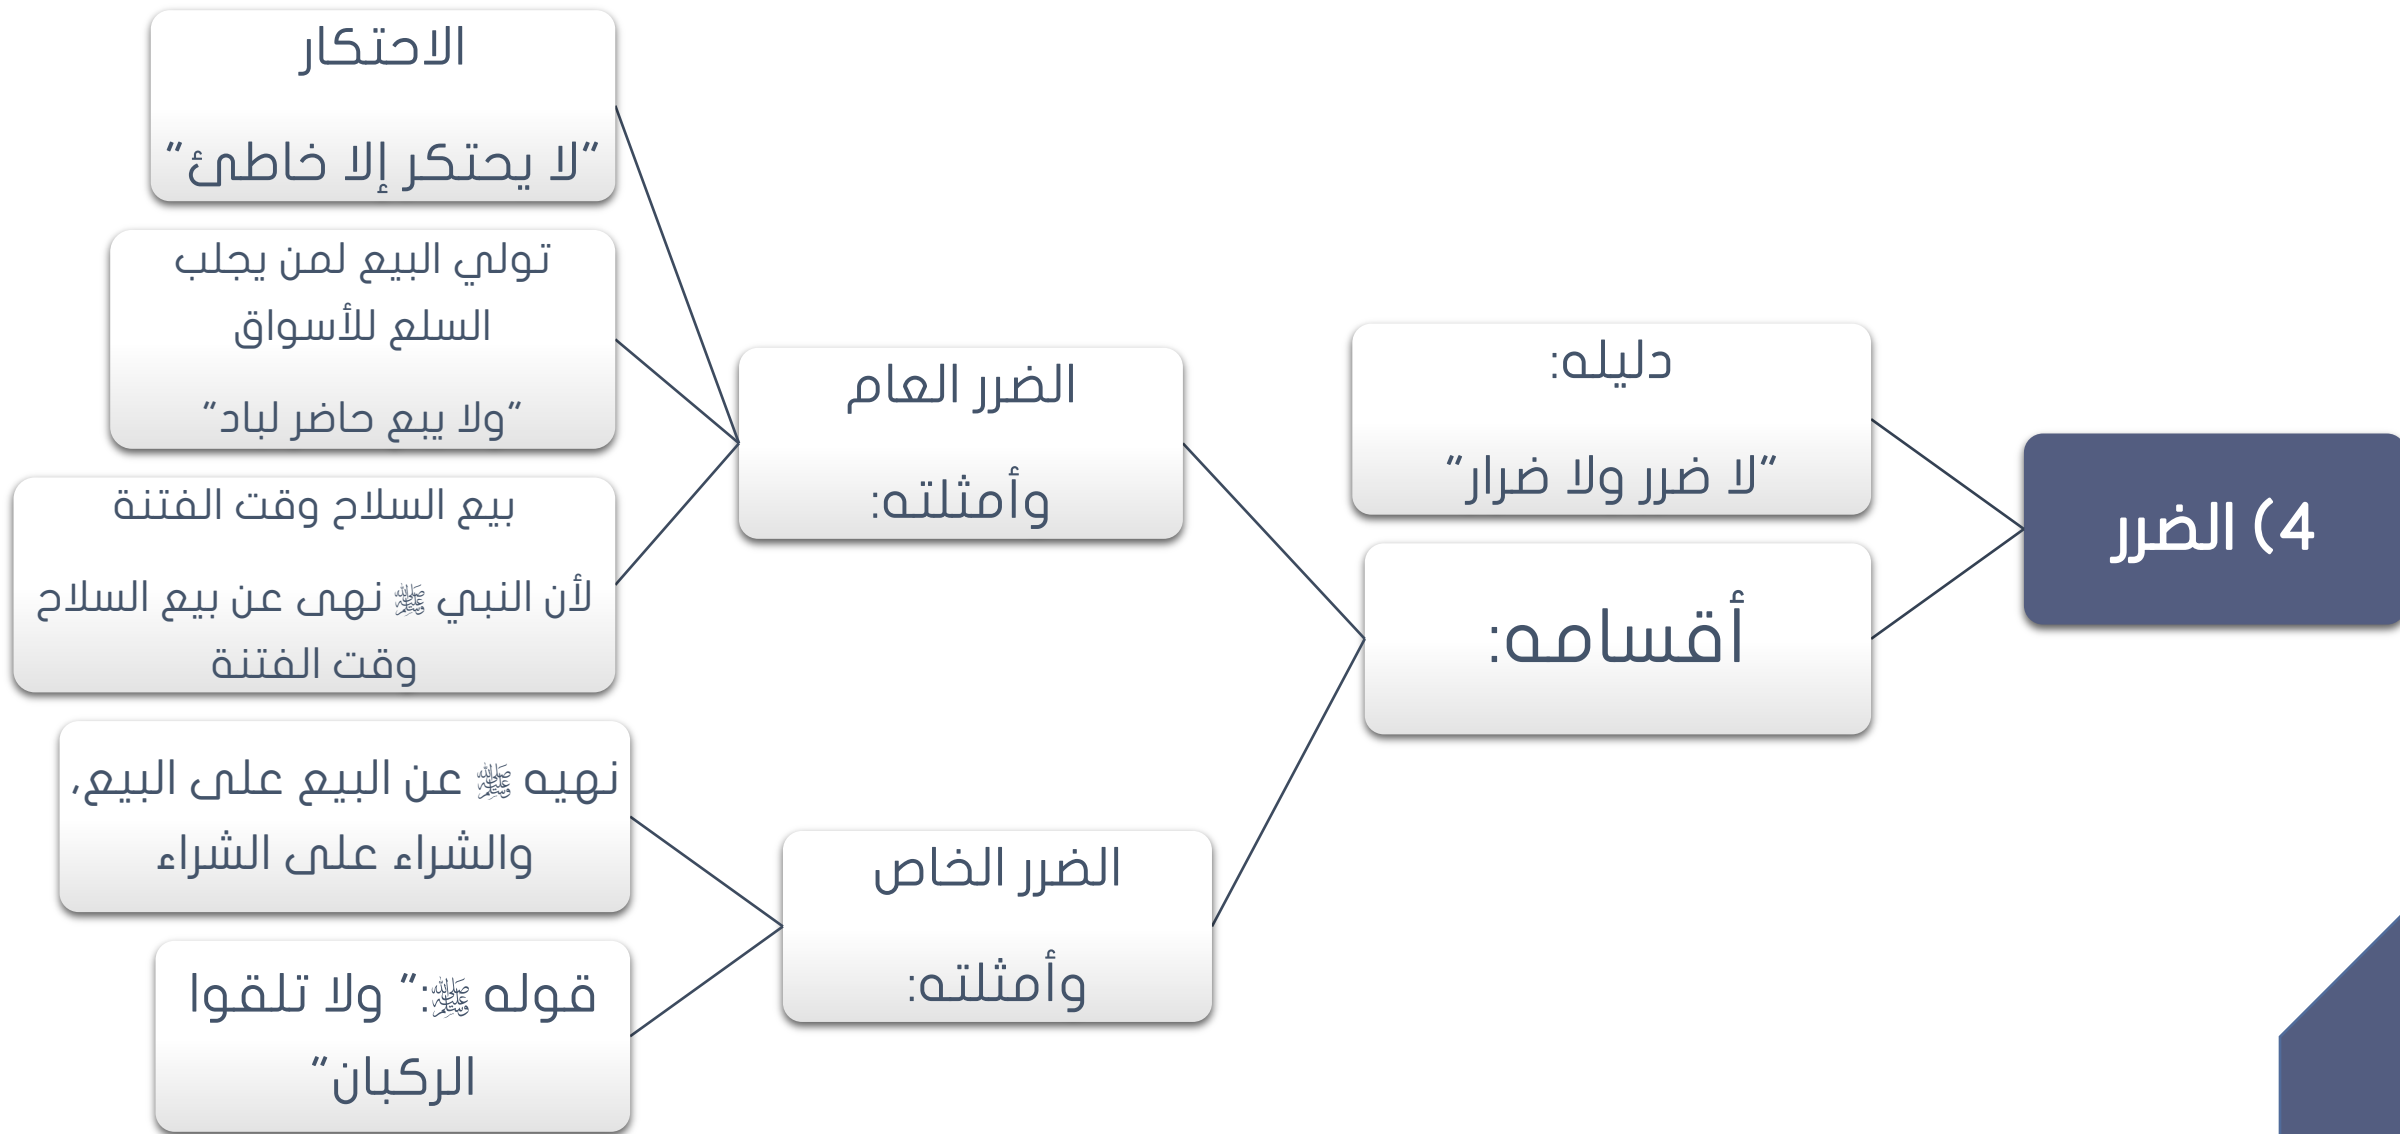 4) الضرر
دليله:
"لا ضرر ولا ضرار"
أقسامه:
الضرر العام
وأمثلته:
الاحتكار
"لا يحتكر إلا خاطئ"
تولي البيع لمن يجلب
السلع للأسواق
"ولا يبع حاضر لباد"
بيع السلاح وقت الفتنة
لأن النبي ﷺ نهى عن بيع السلاح
وقت الفتنة
الضرر الخاص
وأمثلته:
نهيه ﷺ عن البيع على البيع،
والشراء على الشراء
قوله ﷺ:" ولا تلقوا
الركبان"